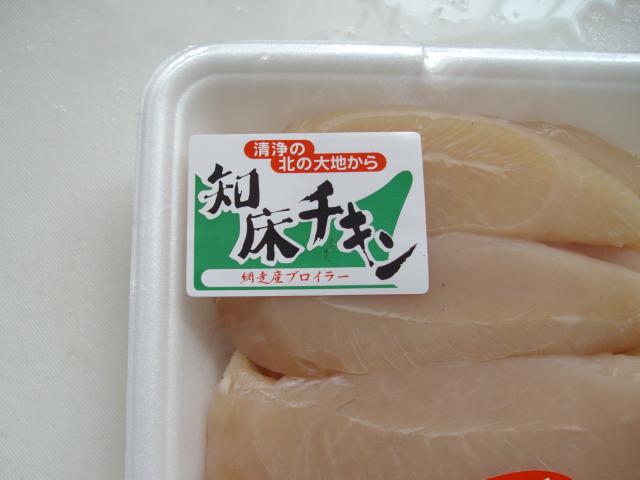 清浄の
北の大地から
知床チキン
網走産ブロイラー